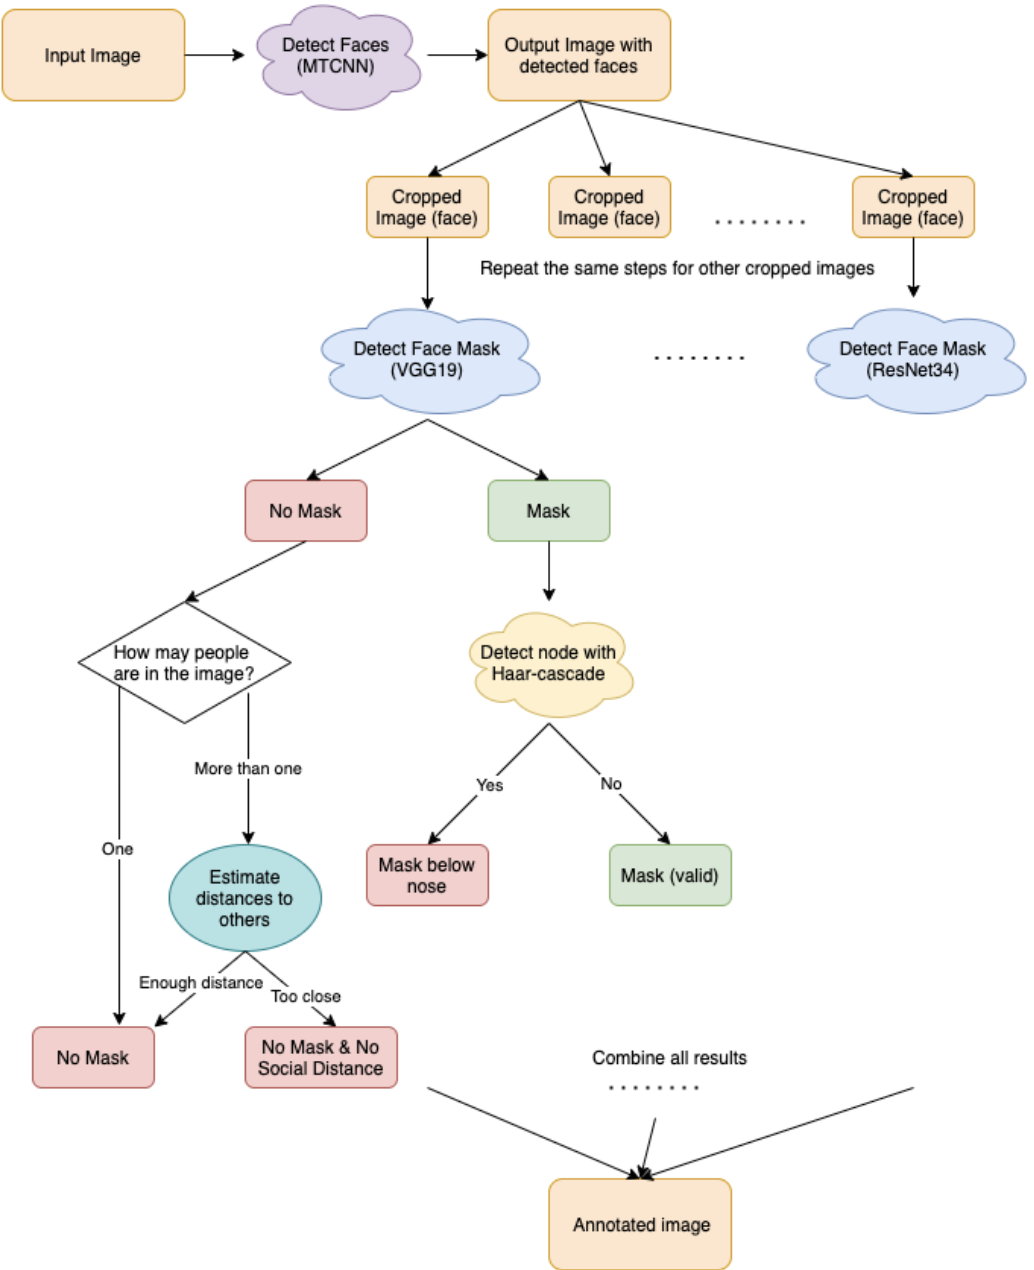 Input Image
Detect Faces
(MTCNN)
Output Image with
detected faces
Cropped
Image (face)
Cropped
Image (face)
. . . . . . . .
Cropped
Image (face)
Repeat the same steps for other cropped images
Detect Face Mask
(VGG19)
. . . . . . . .
Detect Face Mask
(ResNet34)
No Mask
Mask
How may people
are in the image?
Detect node with
Haar-cascade
More than one
Yes
No
One
Estimate
distances to
others
Mask below
nose
Mask (valid)
Enough distance
Too close
No Mask
No Mask & No
Social Distance
Combine all results
. . . . . . . .
Annotated image